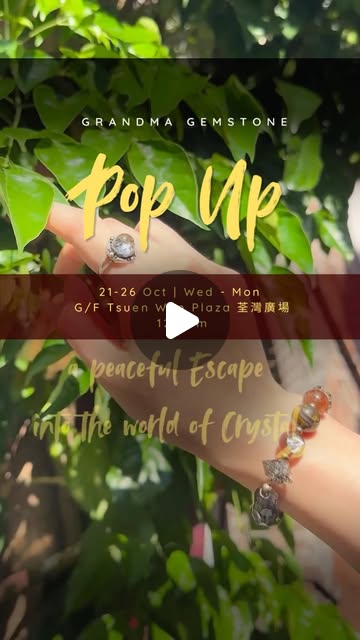 GRANDMA GEMSTONE
Pop Up
21-26 Oct | Wed - Mon
G/F Tsuen Plaza 荃灣廣場
a peaceful Escape
into the world of